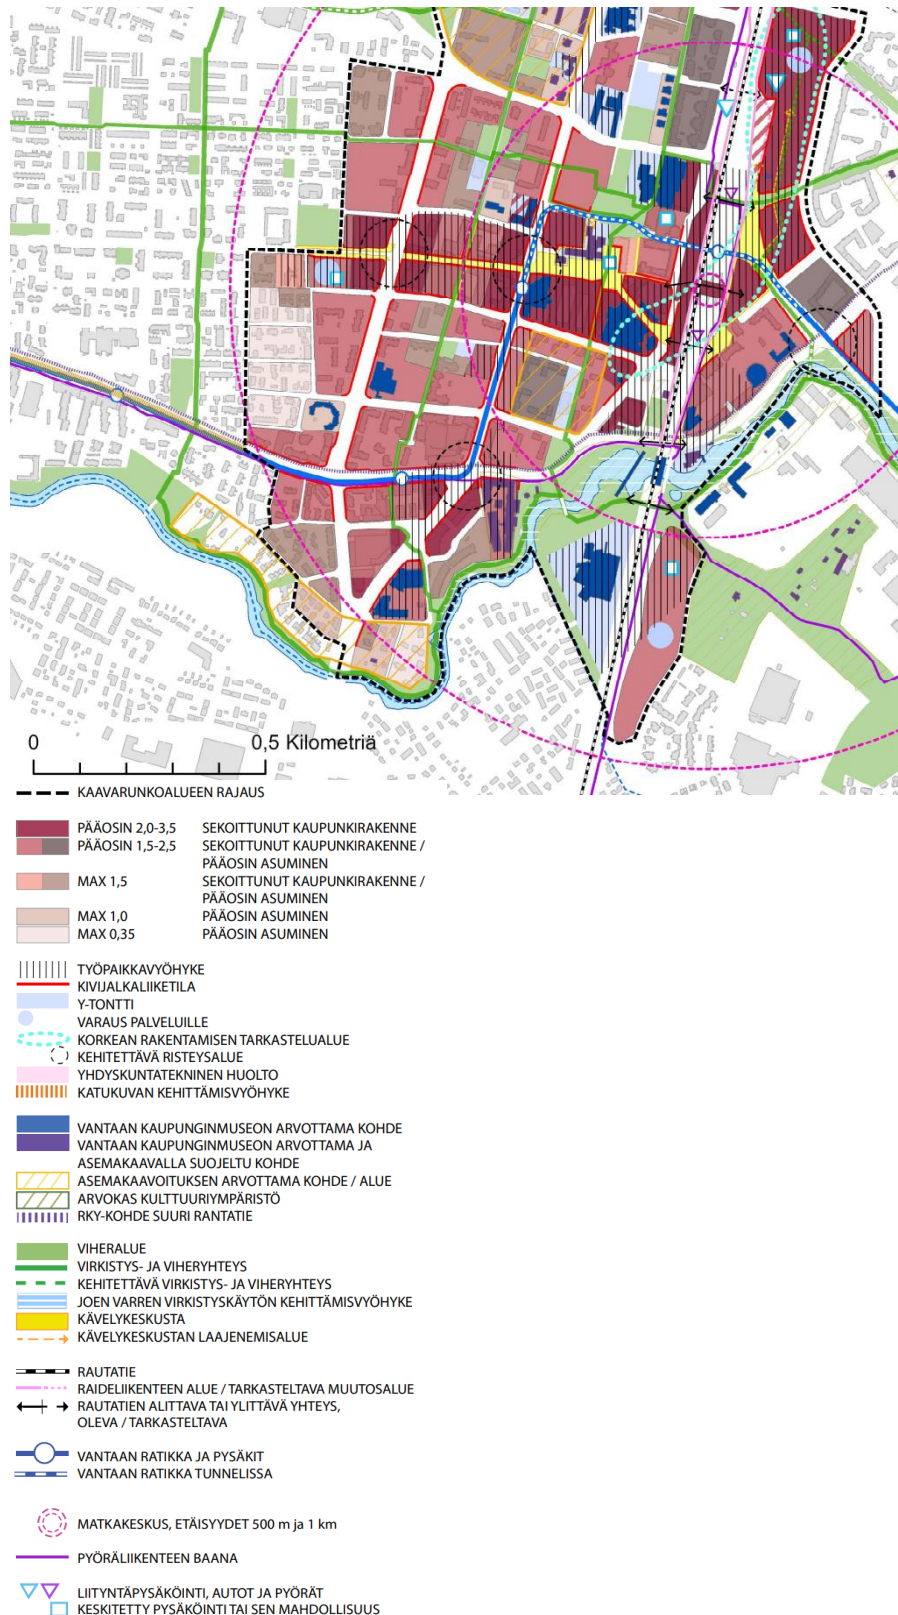 0 0,5 Kilometriä
KAAVARUNKOALUEEN RAJAUS
PÄÄOSIN 2,0-3,5 SEKOITTUNUT KAUPUNKIRAKENNE
PÄÄOSIN 1,5-2,5 SEKOITTUNUT KAUPUNKIRAKENNE /
PÄÄOSIN ASUMINEN
MAX 1,5 SEKOITTUNUT KAUPUNKIRAKENNE /
PÄÄOSIN ASUMINEN
MAX 1,0 PÄÄOSIN ASUMINEN
MAX 0,35 PÄÄOSIN ASUMINEN
TYÖPAIKKAVYÖHYKE
KIVIJALKALIIKETILA
Y-TONTTI
VARAUS PALVELUILLE
KORKEAN RAKENTAMISEN TARKASTELUALUE
KEHITETTÄVÄ RISTEYSALUE
YHDYSKUNTATEKNINEN HUOLTO
KATUKUVAN KEHITTÄMISVYÖHYKE
VANTAAN KAUPUNGINMUSEON ARVOTTAMA KOHDE
VANTAAN KAUPUNGINMUSEON ARVOTTAMA JA
ASEMAKAAVALLA SUOJELTU KOHDE
ASEMAKAAVOITUKSEN ARVOTTAMA KOHDE / ALUE
ARVOKAS KULTTUURIYMPÄRISTÖ
RKY-KOHDE SUURI RANTATIE
VIHERALUE
VIRKISTYS- JA VIHERYHTEYS
KEHITETTÄVÄ VIRKISTYS- JA VIHERYHTEYS
JOEN VARREN VIRKISTYSKÄYTÖN KEHITTÄMISVYÖHYKE
KÄVELYKESKUSTA
KÄVELYKESKUSTAN LAAJENEMISALUE
RAUTATIE
RAIDELIIKENTEEN ALUE / TARKASTELTAVA MUUTOSALUE
RAUTATIEN ALITTAVA TAI YLITTÄVÄ YHTEYS,
OLEVA / TARKASTELTAVA
VANTAAN RATIKKA JA PYSÄKIT
VANTAAN RATIKKA TUNNELISSA
MATKAKESKUS, ETÄISYYDET 500 m ja 1 km
PYÖRÄLIIKENTEEN BAANA
LIITYNTÄPYSÄKÖINTI, AUTOT JA PYÖRÄT
KESKITETTY PYSÄKÖINTI TAI SEN MAHDOLLISUUS